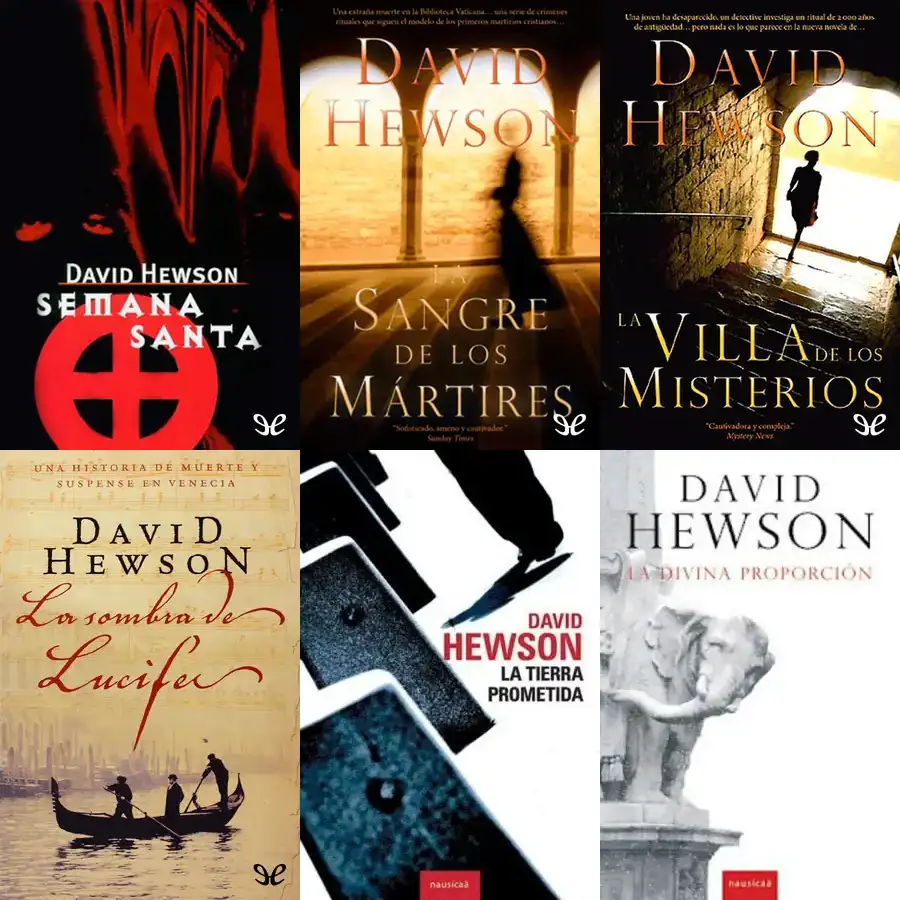 DAVID HEWSON
SEMANA
SANTA
Una extraña muerte en la Biblioteca Vaticana... una serie de crímenes
rituales que siguen el modelo de los primeros martirios cristianos...
DAVID
HEWSON
LA
SANGRE
DE LOS
MÁRTIRES
"Sofisticado, ameno y cautivador."
Sunday Times
Una joven ha desaparecido, un detective investiga un ritual de 2 000 años
de antigüedad... pero nada es lo que parece en la nueva novela de...
DAVID
HEWSON
LA VILLA DE LOS
MISTERIOS
"Cautivadora y compleja."
Mystery News
UNA HISTORIA DE MUERTE Y
SUSPENSE EN VENECIA
DAVID
HEWSON
La sombra de
Lucifer
DAVID
HEWSON
LA TIERRA
PROMETIDA
nausicaä
DAVID
HEWSON
LA DIVINA PROPORCIÓN
nausicaä